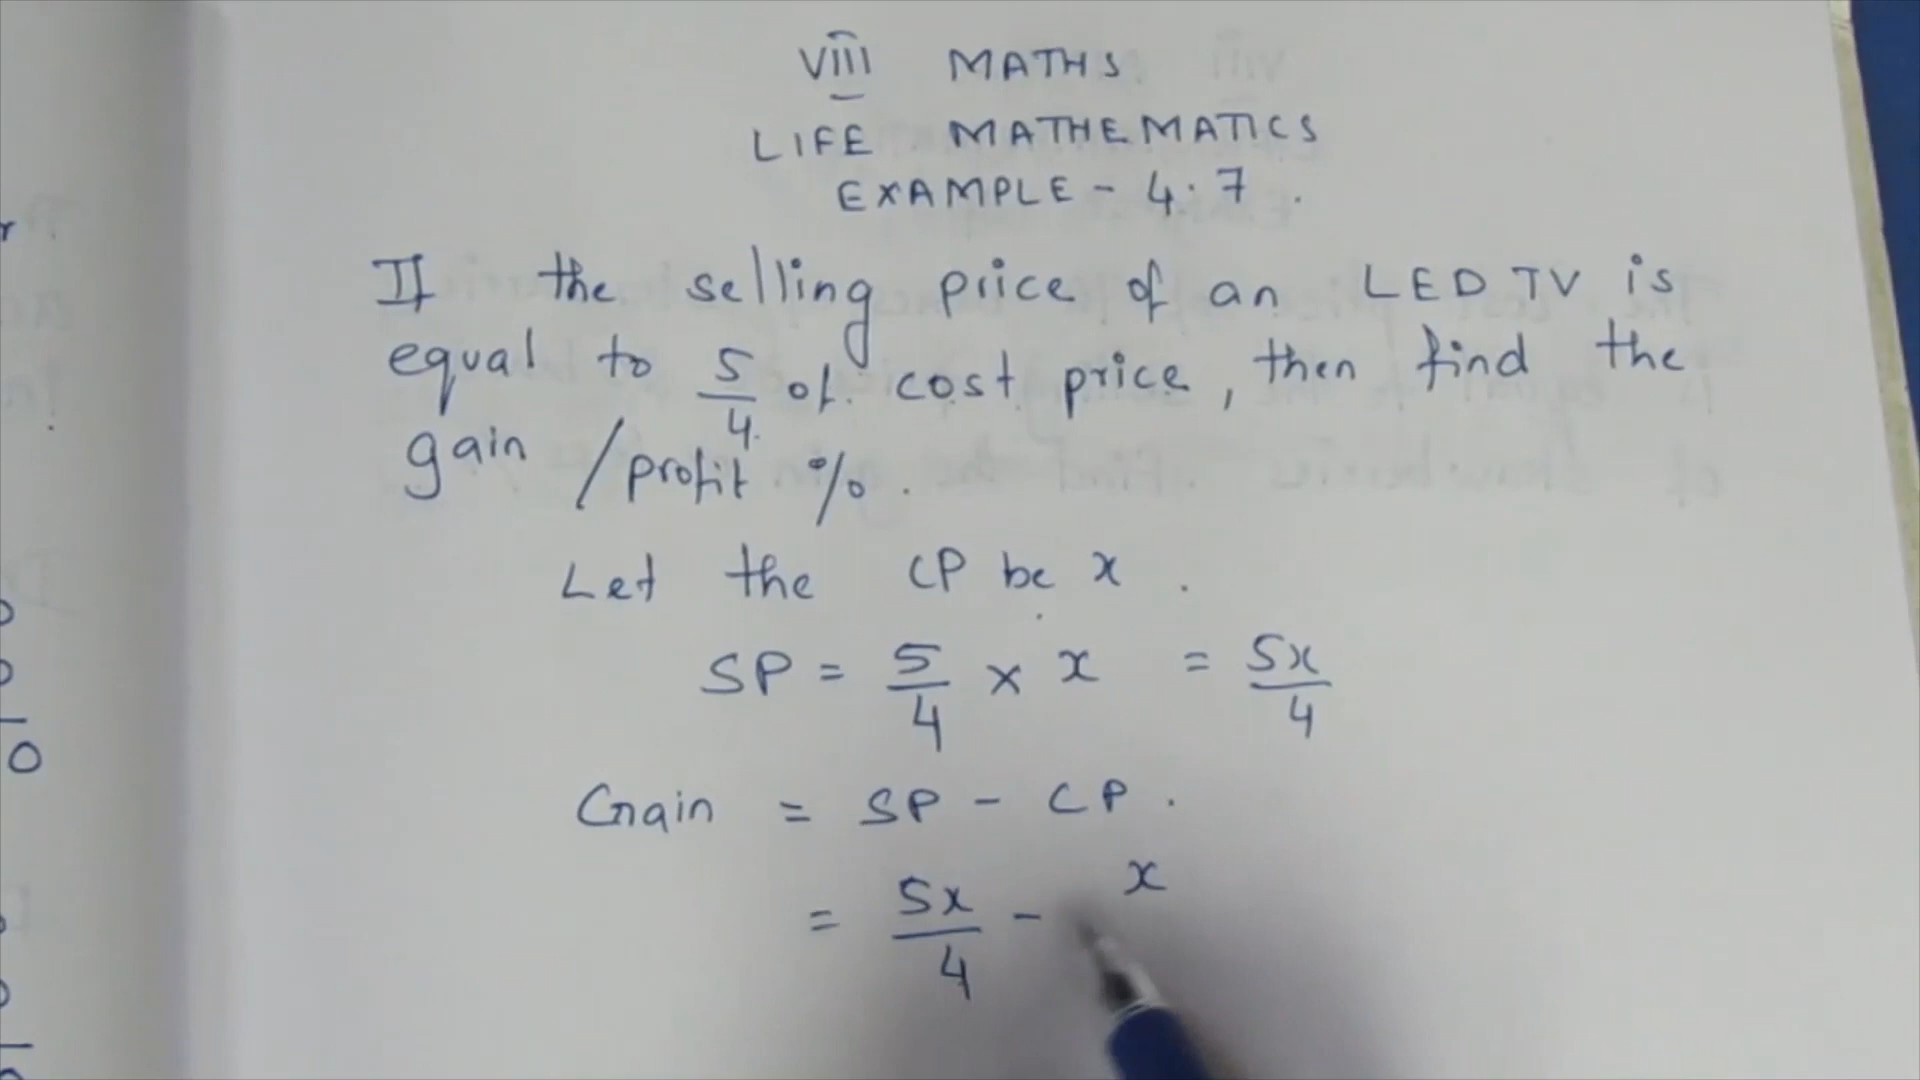 VIII MATHS
LIFE MATHEMATICS
EXAMPLE - 4.7.
If the selling price of an LED TV is
equal to 5/4 of cost price, then find the
gain / profit %.
Let the CP be x.
SP = 5/4 × x = 5x/4
Gain = SP - CP.
= 5x/4 - x